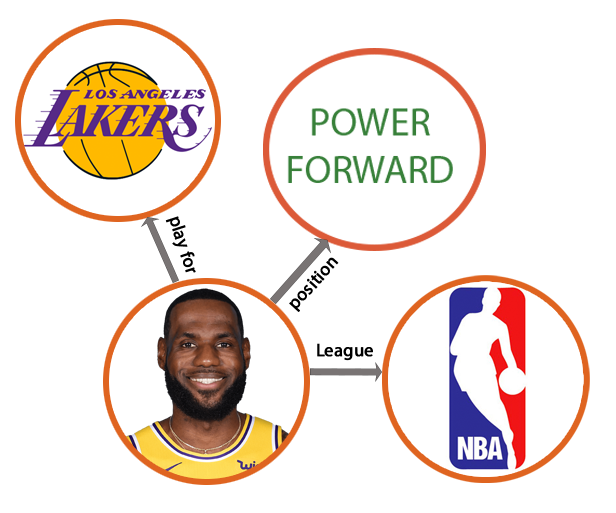 LOS ANGELES
LAKERS
POWER
FORWARD
play for
position
League
NBA